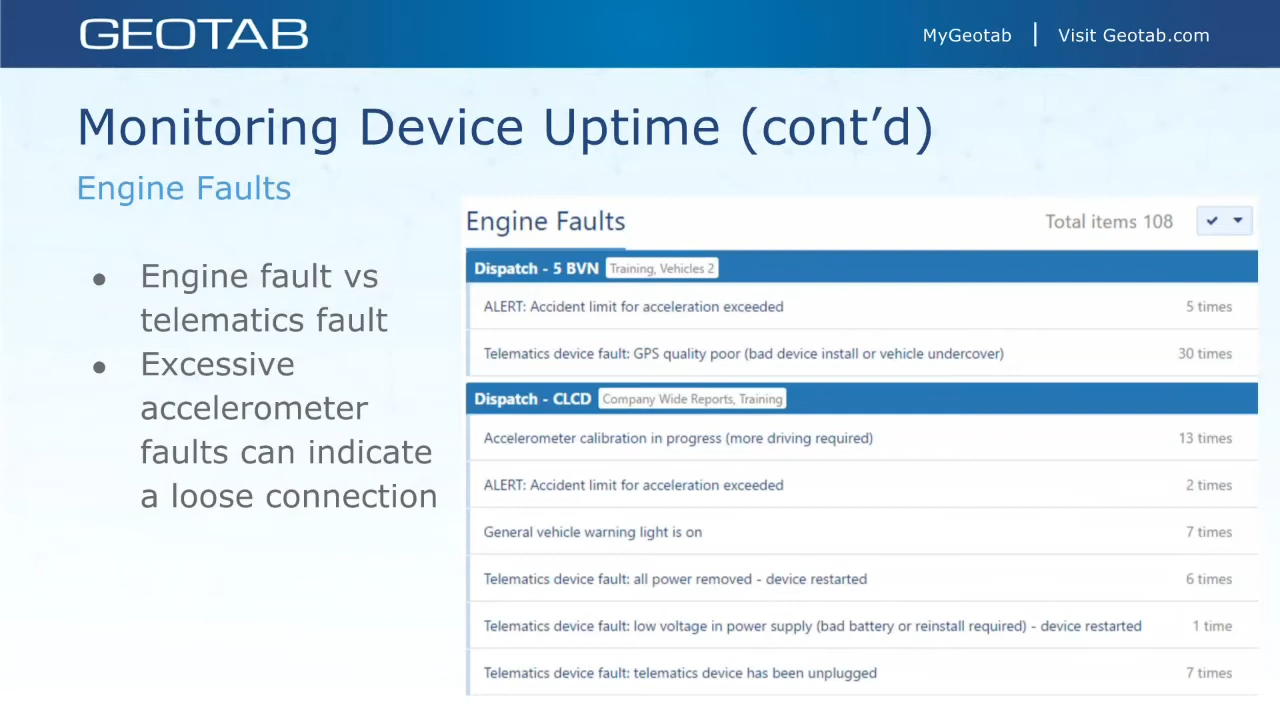 GEOTAB
MyGeotab | Visit Geotab.com
Monitoring Device Uptime (cont’d)
Engine Faults
● Engine fault vs
telematics fault
● Excessive
accelerometer
faults can indicate
a loose connection
Engine Faults
Total items 108
Dispatch - 5 BVN Training, Vehicles 2
ALERT: Accident limit for acceleration exceeded 5 times
Telematics device fault: GPS quality poor (bad device install or vehicle undercover) 30 times
Dispatch - CLCD Company Wide Reports, Training
Accelerometer calibration in progress (more driving required) 13 times
ALERT: Accident limit for acceleration exceeded 2 times
General vehicle warning light is on 7 times
Telematics device fault: all power removed - device restarted 6 times
Telematics device fault: low voltage in power supply (bad battery or reinstall required) - device restarted 1 time
Telematics device fault: telematics device has been unplugged 7 times